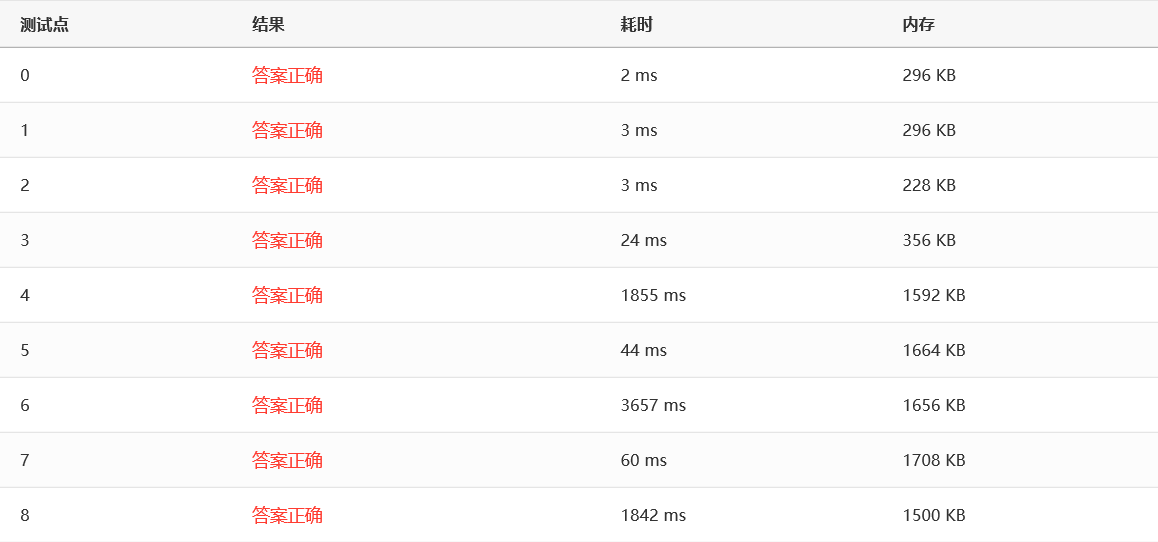 测试点 结果 耗时 内存
0 答案正确 2 ms 296 KB
1 答案正确 3 ms 296 KB
2 答案正确 3 ms 228 KB
3 答案正确 24 ms 356 KB
4 答案正确 1855 ms 1592 KB
5 答案正确 44 ms 1664 KB
6 答案正确 3657 ms 1656 KB
7 答案正确 60 ms 1708 KB
8 答案正确 1842 ms 1500 KB